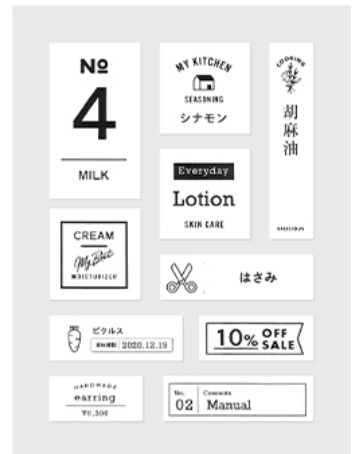 No
4
MILK
MY KITCHEN
SEASONING
シナモン
COOKING
胡麻油
Everyday
Lotion
SKIN CARE
CREAM
My Best
MOISTURIZER
はさみ
ピクルス
2020.12.19
10% OFF
SALE
HANDMADE
earring
¥6,300
No.
Contents
02
Manual